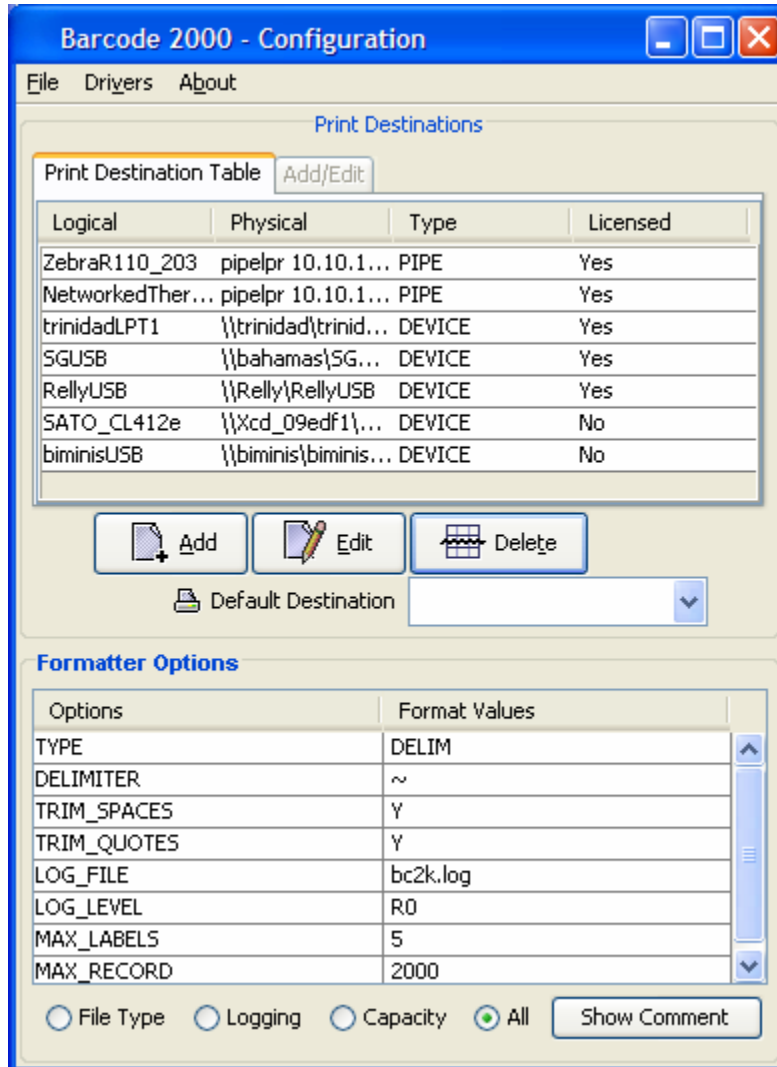 Barcode 2000 - Configuration
File Drivers About
Print Destinations
Print Destination Table Add/Edit
Logical Physical Type Licensed
ZebraR110_203 pipelpr 10.10.1... PIPE Yes
NetworkedTher... pipelpr 10.10.1... PIPE Yes
trinidadLPT1 \\trinidad\trinid... DEVICE Yes
SGUSB \\bahamas\SG... DEVICE Yes
RellyUSB \\Relly\RellyUSB DEVICE Yes
SATO_CL412e \\Xcd_09edf1\... DEVICE No
biminisUSB \\biminis\biminis... DEVICE No
Add Edit Delete
Default Destination
Formatter Options
Options Format Values
TYPE DELIM
DELIMITER ~
TRIM_SPACES Y
TRIM_QUOTES Y
LOG_FILE bc2k.log
LOG_LEVEL R0
MAX_LABELS 5
MAX_RECORD 2000
File Type Logging Capacity All Show Comment